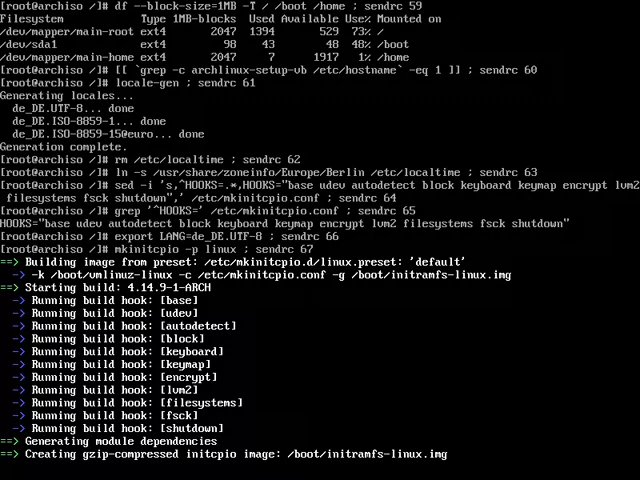 [root@archiso /]# df --block-size=1MB -T / /boot /home ; sendrc 59
Filesystem           Type 1MB-blocks  Used Available Use% Mounted on
/dev/mapper/main-root ext4      2047  1394       529  73% /
/dev/sda1            ext4        98    43        48  48% /boot
/dev/mapper/main-home ext4      2047     7      1917   1% /home
[root@archiso /]# [[ `grep -c archlinux-setup-vb /etc/hostname` -eq 1 ]] ; sendrc 60
[root@archiso /]# locale-gen ; sendrc 61
Generating locales...
  de_DE.UTF-8... done
  de_DE.ISO-8859-1... done
  de_DE.ISO-8859-15@euro... done
Generation complete.
[root@archiso /]# rm /etc/localtime ; sendrc 62
[root@archiso /]# ln -s /usr/share/zoneinfo/Europe/Berlin /etc/localtime ; sendrc 63
[root@archiso /]# sed -i 's,^HOOKS=.*,HOOKS="base udev autodetect block keyboard keymap encrypt lvm2
 filesystems fsck shutdown",' /etc/mkinitcpio.conf ; sendrc 64
[root@archiso /]# grep '^HOOKS=' /etc/mkinitcpio.conf ; sendrc 65
HOOKS="base udev autodetect block keyboard keymap encrypt lvm2 filesystems fsck shutdown"
[root@archiso /]# export LANG=de_DE.UTF-8 ; sendrc 66
[root@archiso /]# mkinitcpio -p linux ; sendrc 67
==> Building image from preset: /etc/mkinitcpio.d/linux.preset: 'default'
  -> -k /boot/vmlinuz-linux -c /etc/mkinitcpio.conf -g /boot/initramfs-linux.img
==> Starting build: 4.14.9-1-ARCH
  -> Running build hook: [base]
  -> Running build hook: [udev]
  -> Running build hook: [autodetect]
  -> Running build hook: [block]
  -> Running build hook: [keyboard]
  -> Running build hook: [keymap]
  -> Running build hook: [encrypt]
  -> Running build hook: [lvm2]
  -> Running build hook: [filesystems]
  -> Running build hook: [fsck]
  -> Running build hook: [shutdown]
==> Generating module dependencies
==> Creating gzip-compressed initcpio image: /boot/initramfs-linux.img